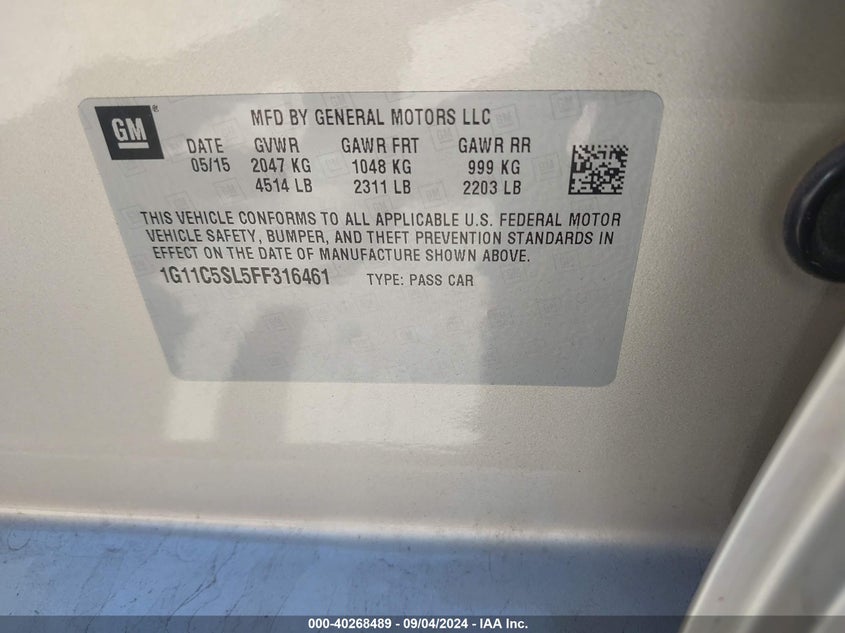 GM ®
MFD BY GENERAL MOTORS LLC
DATE GVWR GAWR FRT GAWR RR
05/15 2047 KG 1048 KG 999 KG
4514 LB 2311 LB 2203 LB
THIS VEHICLE CONFORMS TO ALL APPLICABLE U.S. FEDERAL MOTOR
VEHICLE SAFETY, BUMPER, AND THEFT PREVENTION STANDARDS IN
EFFECT ON THE DATE OF MANUFACTURE SHOWN ABOVE.
1G11C5SL5FF316461 TYPE: PASS CAR
000-40268489 - 09/04/2024 - IAA Inc.